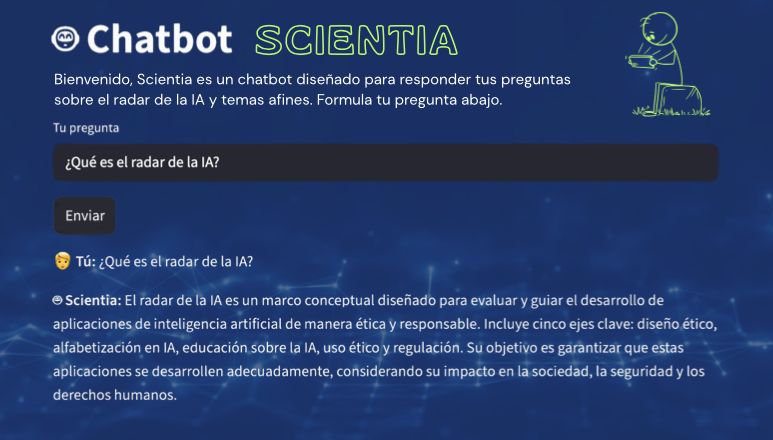 Chatbot SCIENTIA
Bienvenido, Scientia es un chatbot diseñado para responder tus preguntas
sobre el radar de la IA y temas afines. Formula tu pregunta abajo.
Tu pregunta
¿Qué es el radar de la IA?
Enviar
Tú: ¿Qué es el radar de la IA?
Scientia: El radar de la IA es un marco conceptual diseñado para evaluar y guiar el desarrollo de
aplicaciones de inteligencia artificial de manera ética y responsable. Incluye cinco ejes clave: diseño ético,
alfabetización en IA, educación sobre la IA, uso ético y regulación. Su objetivo es garantizar que estas
aplicaciones se desarrollen adecuadamente, considerando su impacto en la sociedad, la seguridad y los
derechos humanos.